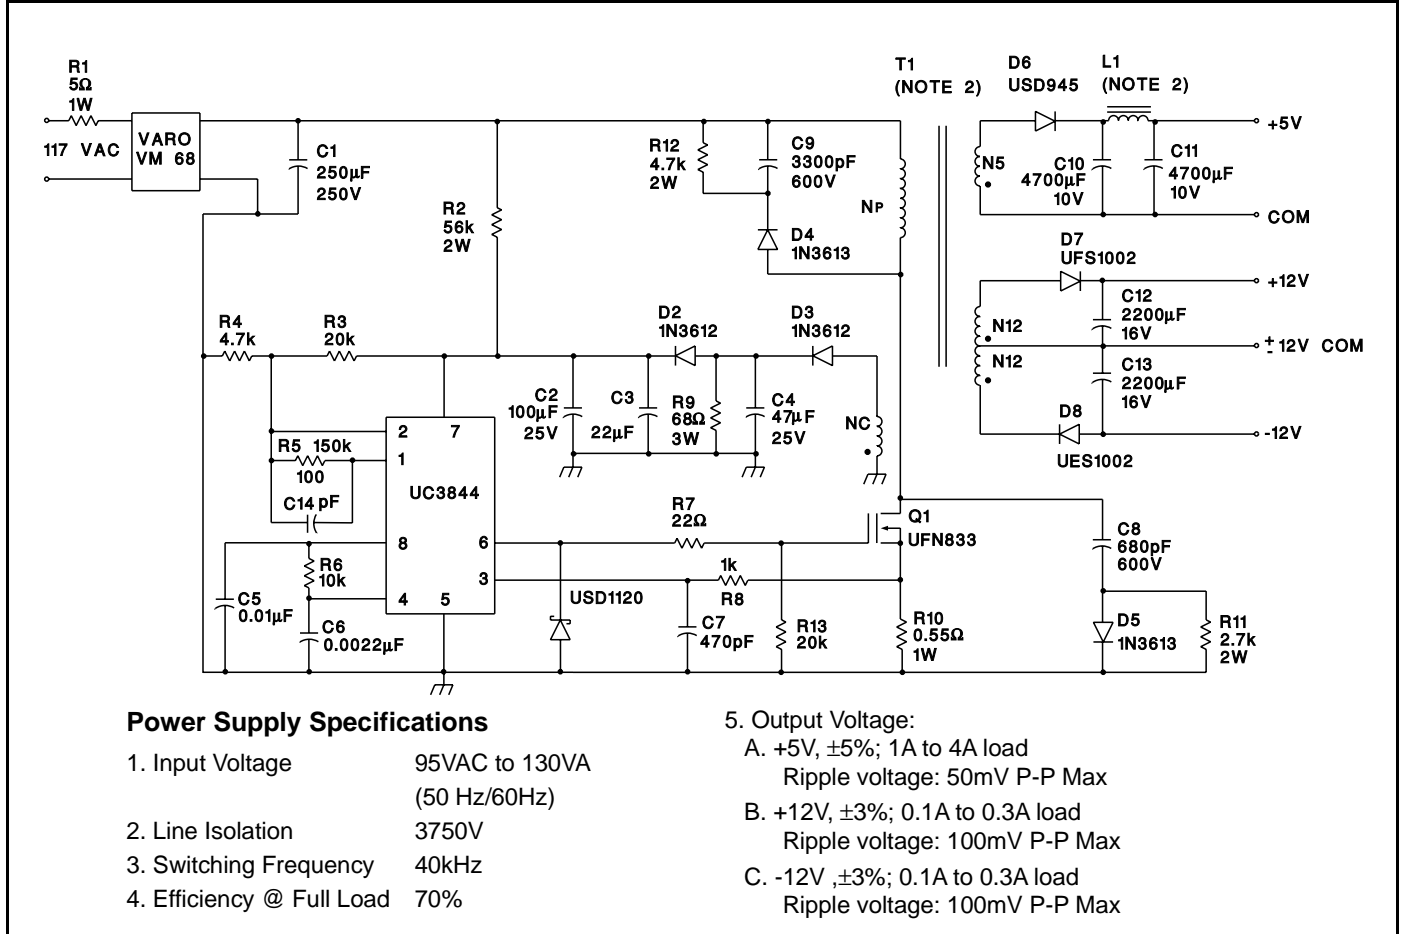 R1
5Ω
1W
117 VAC
VARO
VM 68
C1
250µF
250V
R2
56k
2W
R12
4.7k
2W
C9
3300pF
600V
D4
1N3613
NP
T1
(NOTE 2)
D6
USD945
L1
(NOTE 2)
N5
C10
4700µF
10V
C11
4700µF
10V
+5V
COM
D7
UFS1002
N12
N12
C12
2200µF
16V
C13
2200µF
16V
D8
UES1002
+12V
± 12V COM
-12V
R4
4.7k
R3
20k
D2
1N3612
D3
1N3612
C2
100µF
25V
C3
22µF
R9
68Ω
3W
C4
47µF
25V
NC
R5 150k
100
C14 pF
2 7
1
UC3844
8 6
3
4 5
R6
10k
C5
0.01µF
C6
0.0022µF
USD1120
R7
22Ω
1k
R8
C7
470pF
R13
20k
Q1
UFN833
R10
0.55Ω
1W
C8
680pF
600V
D5
1N3613
R11
2.7k
2W
Power Supply Specifications
1. Input Voltage 95VAC to 130VA
(50 Hz/60Hz)
2. Line Isolation 3750V
3. Switching Frequency 40kHz
4. Efficiency @ Full Load 70%
5. Output Voltage:
A. +5V, ±5%; 1A to 4A load
Ripple voltage: 50mV P-P Max
B. +12V, ±3%; 0.1A to 0.3A load
Ripple voltage: 100mV P-P Max
C. -12V ,±3%; 0.1A to 0.3A load
Ripple voltage: 100mV P-P Max